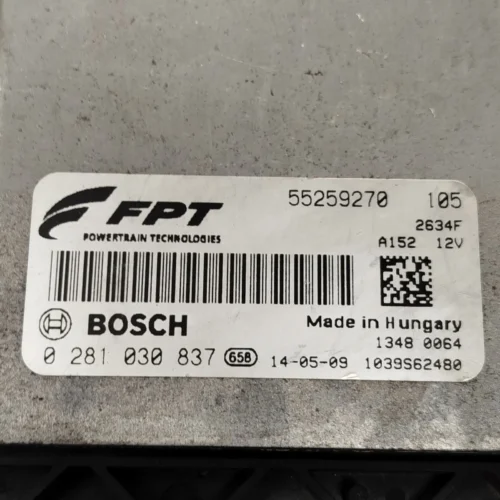 FPT 55259270 105
POWERTRAIN TECHNOLOGIES 2634F
A152 12V
BOSCH Made in Hungary
1348 0064
0 281 030 837 658 14-05-09 1039S62480